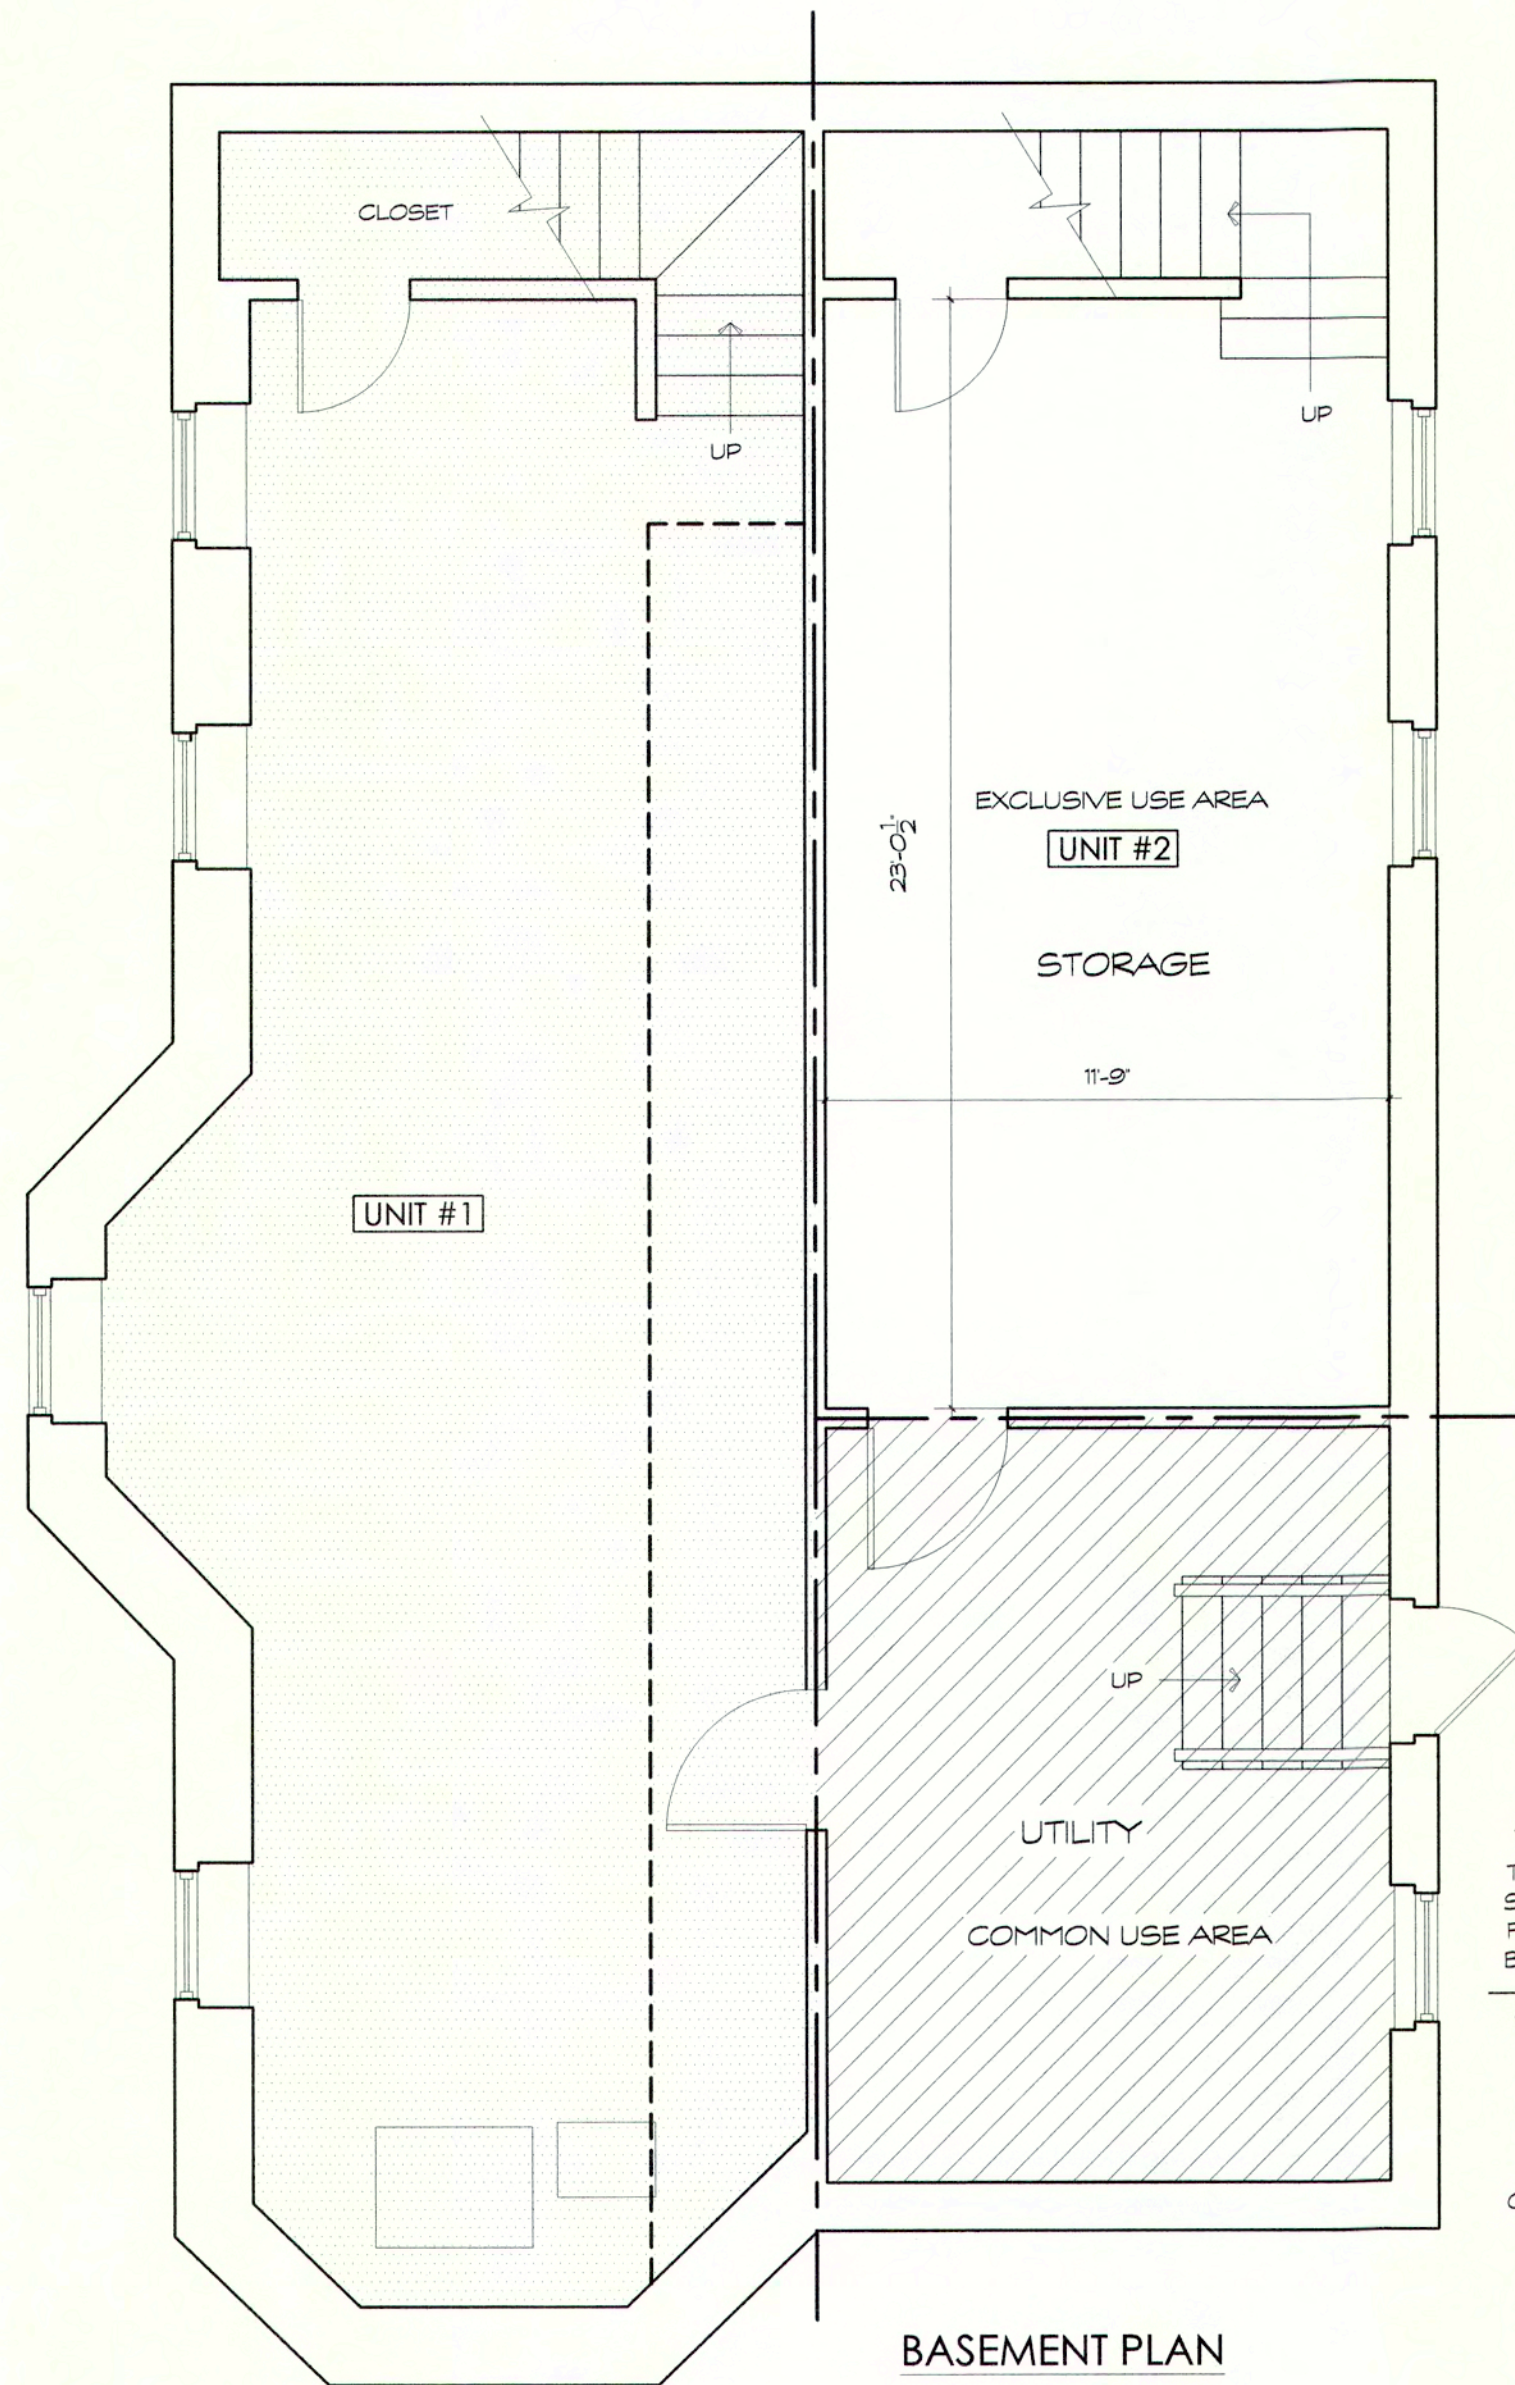 CLOSET
UP
UP
EXCLUSIVE USE AREA
UNIT #2
23'-0½"
STORAGE
11'-9"
UNIT #1
UP
UTILITY
COMMON USE AREA
BASEMENT PLAN